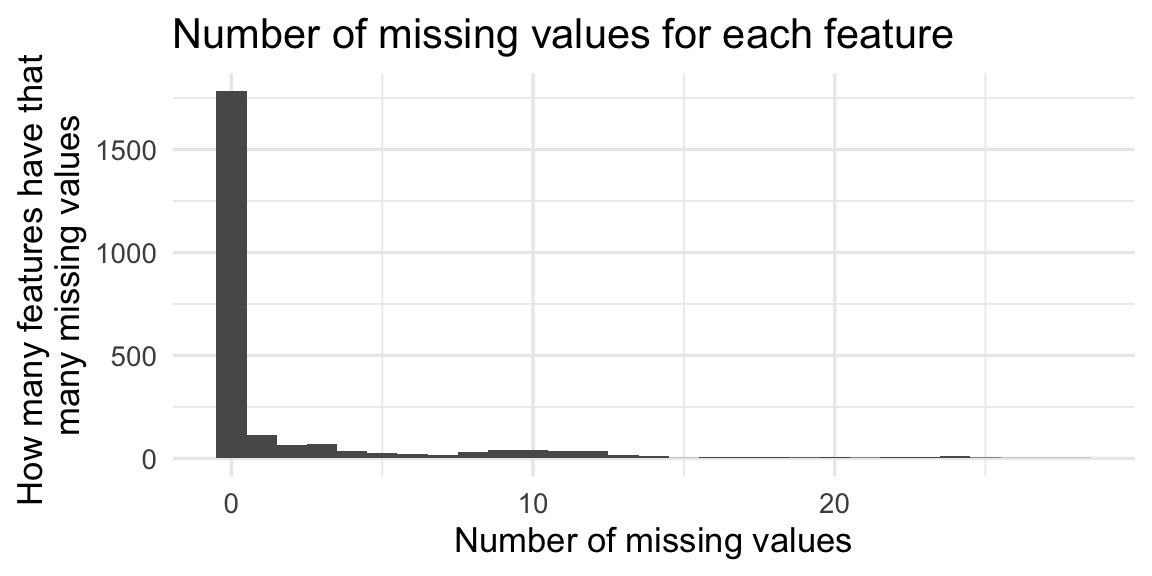 Number of missing values for each feature
How many features have that
many missing values
1500
1000
500
0
0
10
20
Number of missing values